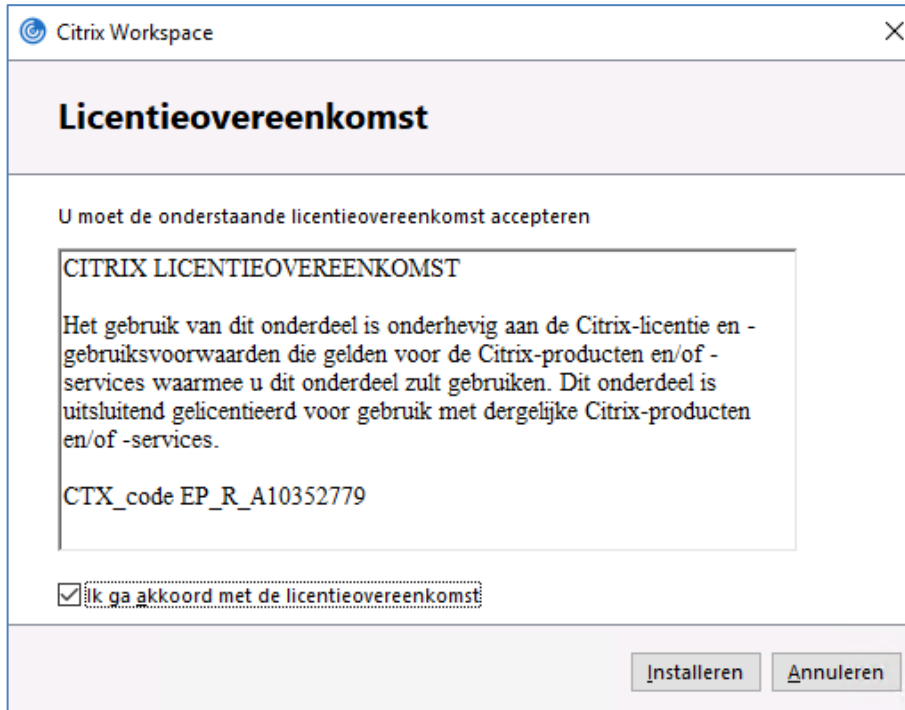 Citrix Workspace
Licentieovereenkomst
U moet de onderstaande licentieovereenkomst accepteren
CITRIX LICENTIEOVEREENKOMST
Het gebruik van dit onderdeel is onderhevig aan de Citrix-licentie en -
gebruiksvoorwaarden die gelden voor de Citrix-producten en/of -
services waarmee u dit onderdeel zult gebruiken. Dit onderdeel is
uitsluitend gelicentieerd voor gebruik met dergelijke Citrix-producten
en/of -services.
CTX_code EP_R_A10352779
Ik ga akkoord met de licentieovereenkomst
Installeren
Annuleren